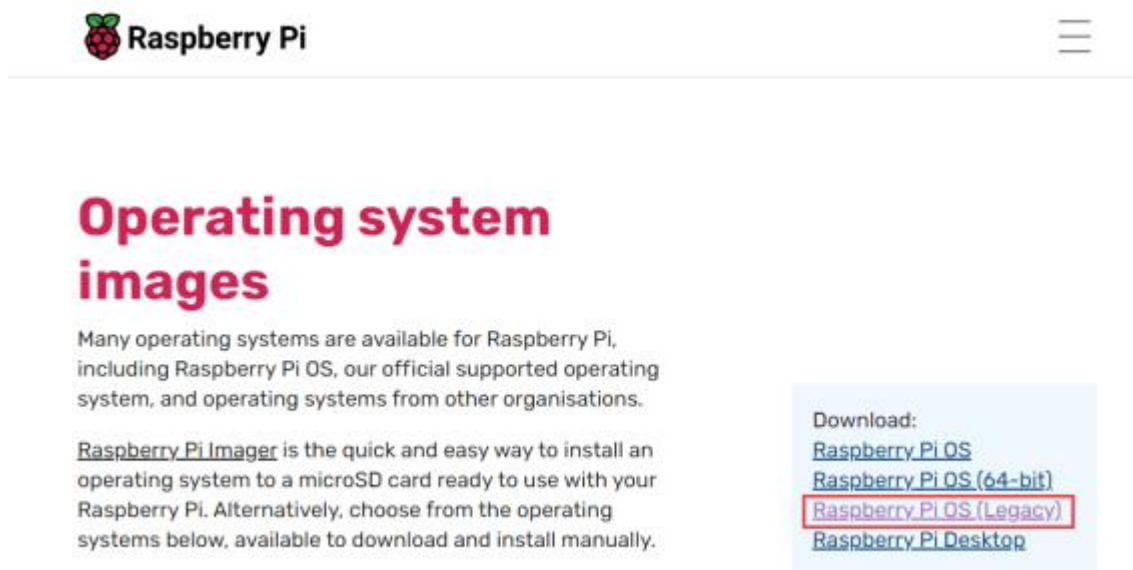 Raspberry Pi
Operating system
images
Many operating systems are available for Raspberry Pi,
including Raspberry Pi OS, our official supported operating
system, and operating systems from other organisations.
Raspberry Pi Imager is the quick and easy way to install an
operating system to a microSD card ready to use with your
Raspberry Pi. Alternatively, choose from the operating
systems below, available to download and install manually.
Download:
Raspberry Pi OS
Raspberry Pi OS (64-bit)
Raspberry Pi OS (Legacy)
Raspberry Pi Desktop